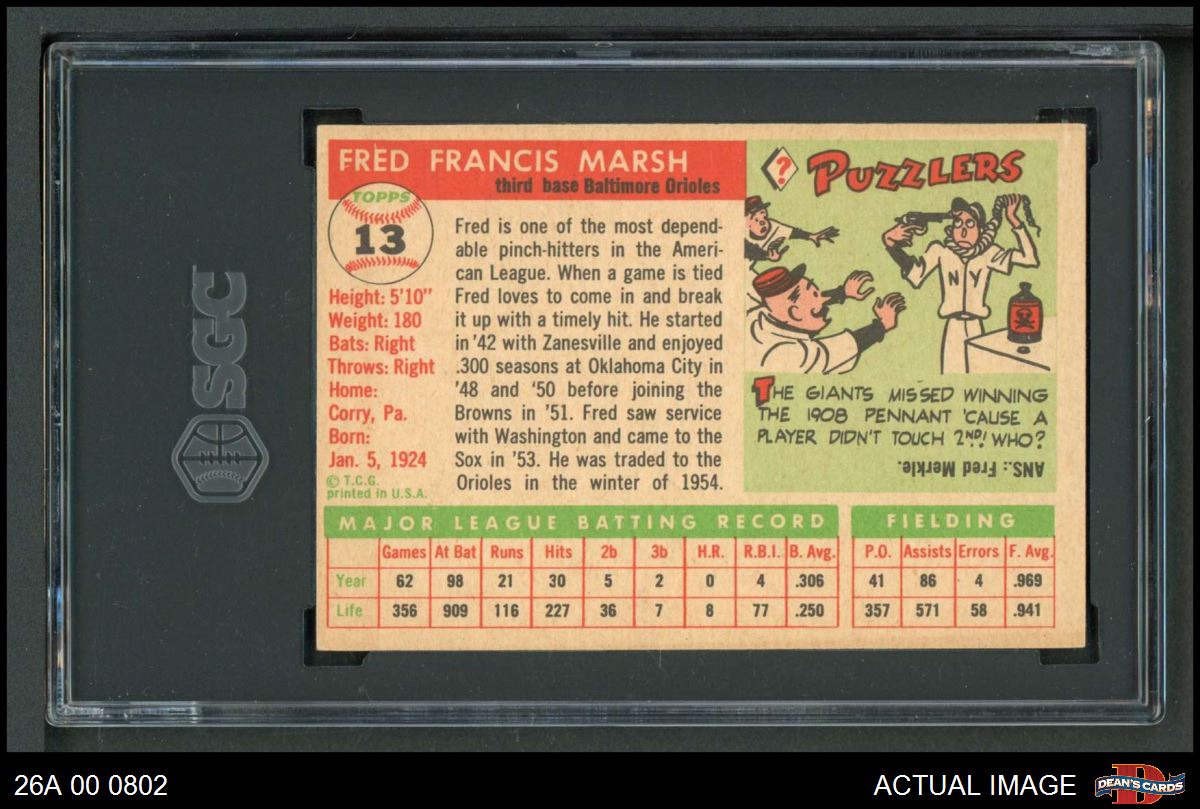 FRED FRANCIS MARSH
third base Baltimore Orioles
TOPPS
13
Height: 5'10"
Weight: 180
Bats: Right
Throws: Right
Home:
Corry, Pa.
Born:
Jan. 5, 1924
© T.C.G.
printed in U.S.A.
Fred is one of the most depend-
able pinch-hitters in the Ameri-
can League. When a game is tied
Fred loves to come in and break
it up with a timely hit. He started
in '42 with Zanesville and enjoyed
.300 seasons at Oklahoma City in
'48 and '50 before joining the
Browns in '51. Fred saw service
with Washington and came to the
Sox in '53. He was traded to the
Orioles in the winter of 1954.
? PUZZLERS
NY
THE GIANTS MISSED WINNING
THE 1908 PENNANT 'CAUSE A
PLAYER DIDN'T TOUCH 2ND! WHO?
ANS.: Fred Merkle.
MAJOR LEAGUE BATTING RECORD FIELDING
Games At Bat Runs Hits 2b 3b H.R. R.B.I. B. Avg. P.O. Assists Errors F. Avg.
Year 62 98 21 30 5 2 0 4 .306 41 86 4 .969
Life 356 909 116 227 36 7 8 77 .250 357 571 58 .941
SGC
26A 00 0802
ACTUAL IMAGE
D
DEAN'S CARDS